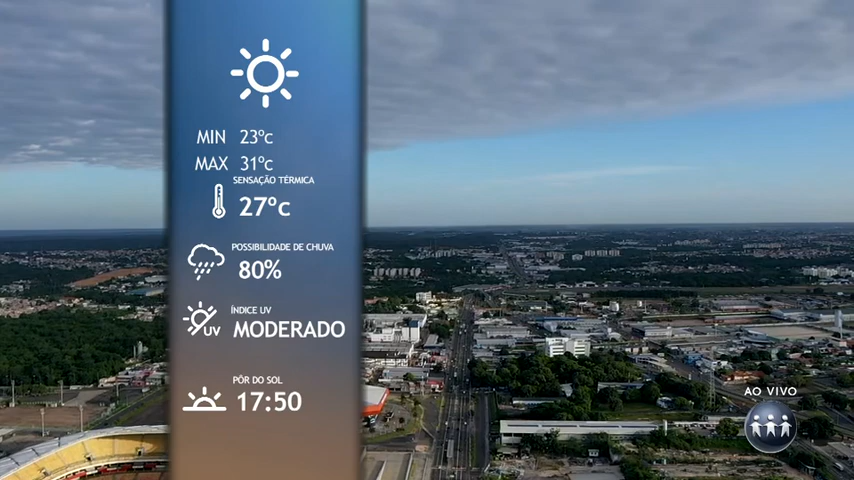 MIN 23ºc
MAX 31ºc
SENSAÇÃO TÉRMICA
27ºc
POSSIBILIDADE DE CHUVA
80%
ÍNDICE UV
UV MODERADO
PÔR DO SOL
17:50
AO VIVO